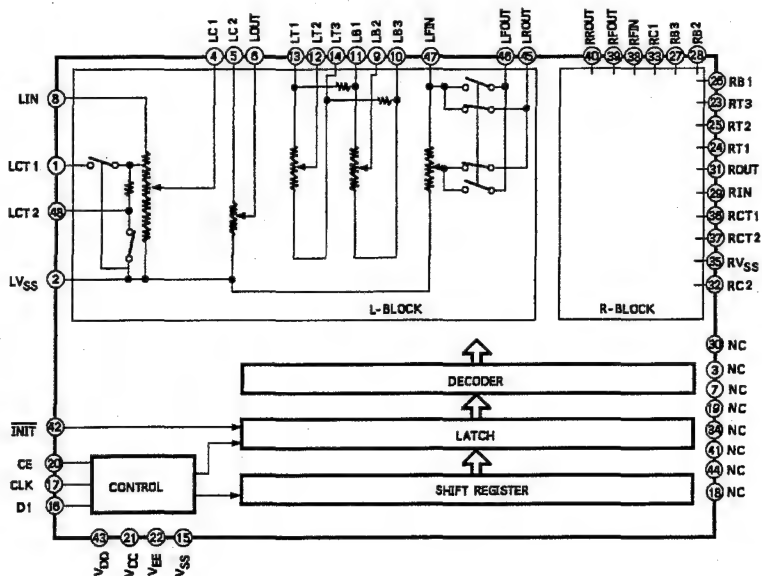 LC1 LC2 LOUT LT1 LT2 LT3 LB1 LB2 LB3 LFIN LFOUT LROUT RROUT RFOUT RFIN RC1 RB3 RB2
4 5 6 13 12 14 11 9 10 47 46 45 40 39 38 33 27 28
LIN 8
LCT1 1
LCT2 48
LVSS 2
L-BLOCK
R-BLOCK
26 RB1
23 RT3
25 RT2
24 RT1
31 ROUT
29 RIN
36 RCT1
37 RCT2
35 RVSS
32 RC2
30 NC
3 NC
7 NC
19 NC
34 NC
41 NC
44 NC
18 NC
DECODER
LATCH
SHIFT REGISTER
INIT 42
CE 20
CLK 17
D1 16
CONTROL
43 21 22 15
VDD VCC VEE VSS